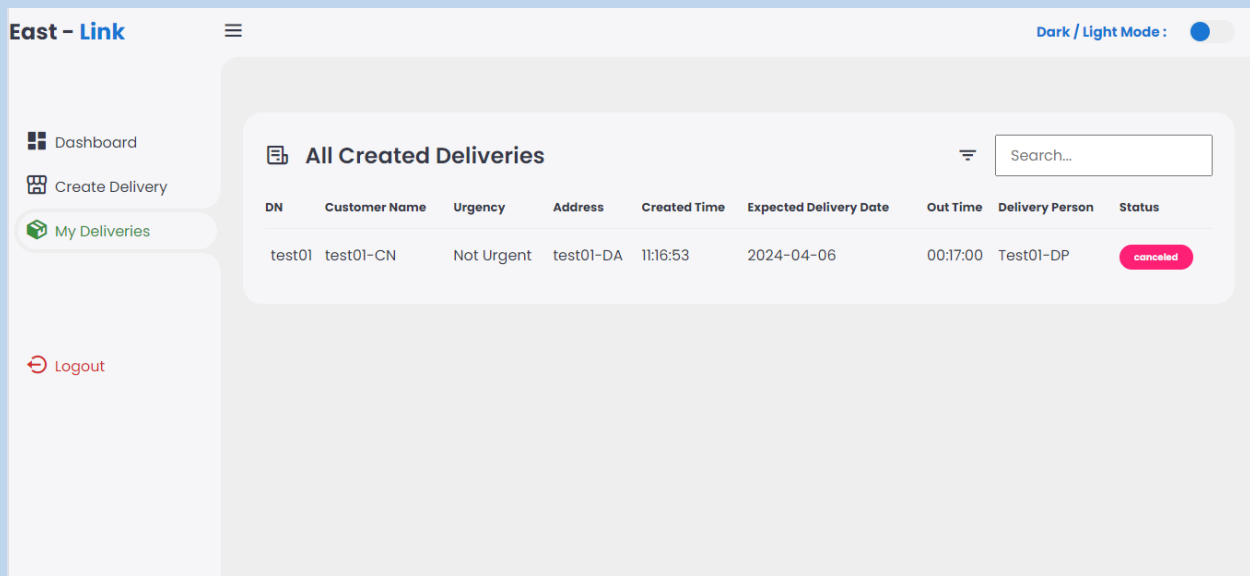 East - Link
Dark / Light Mode :
Dashboard
Create Delivery
My Deliveries
Logout
All Created Deliveries
Search...
DN Customer Name Urgency Address Created Time Expected Delivery Date Out Time Delivery Person Status
test01 test01-CN Not Urgent test01-DA 11:16:53 2024-04-06 00:17:00 Test01-DP canceled